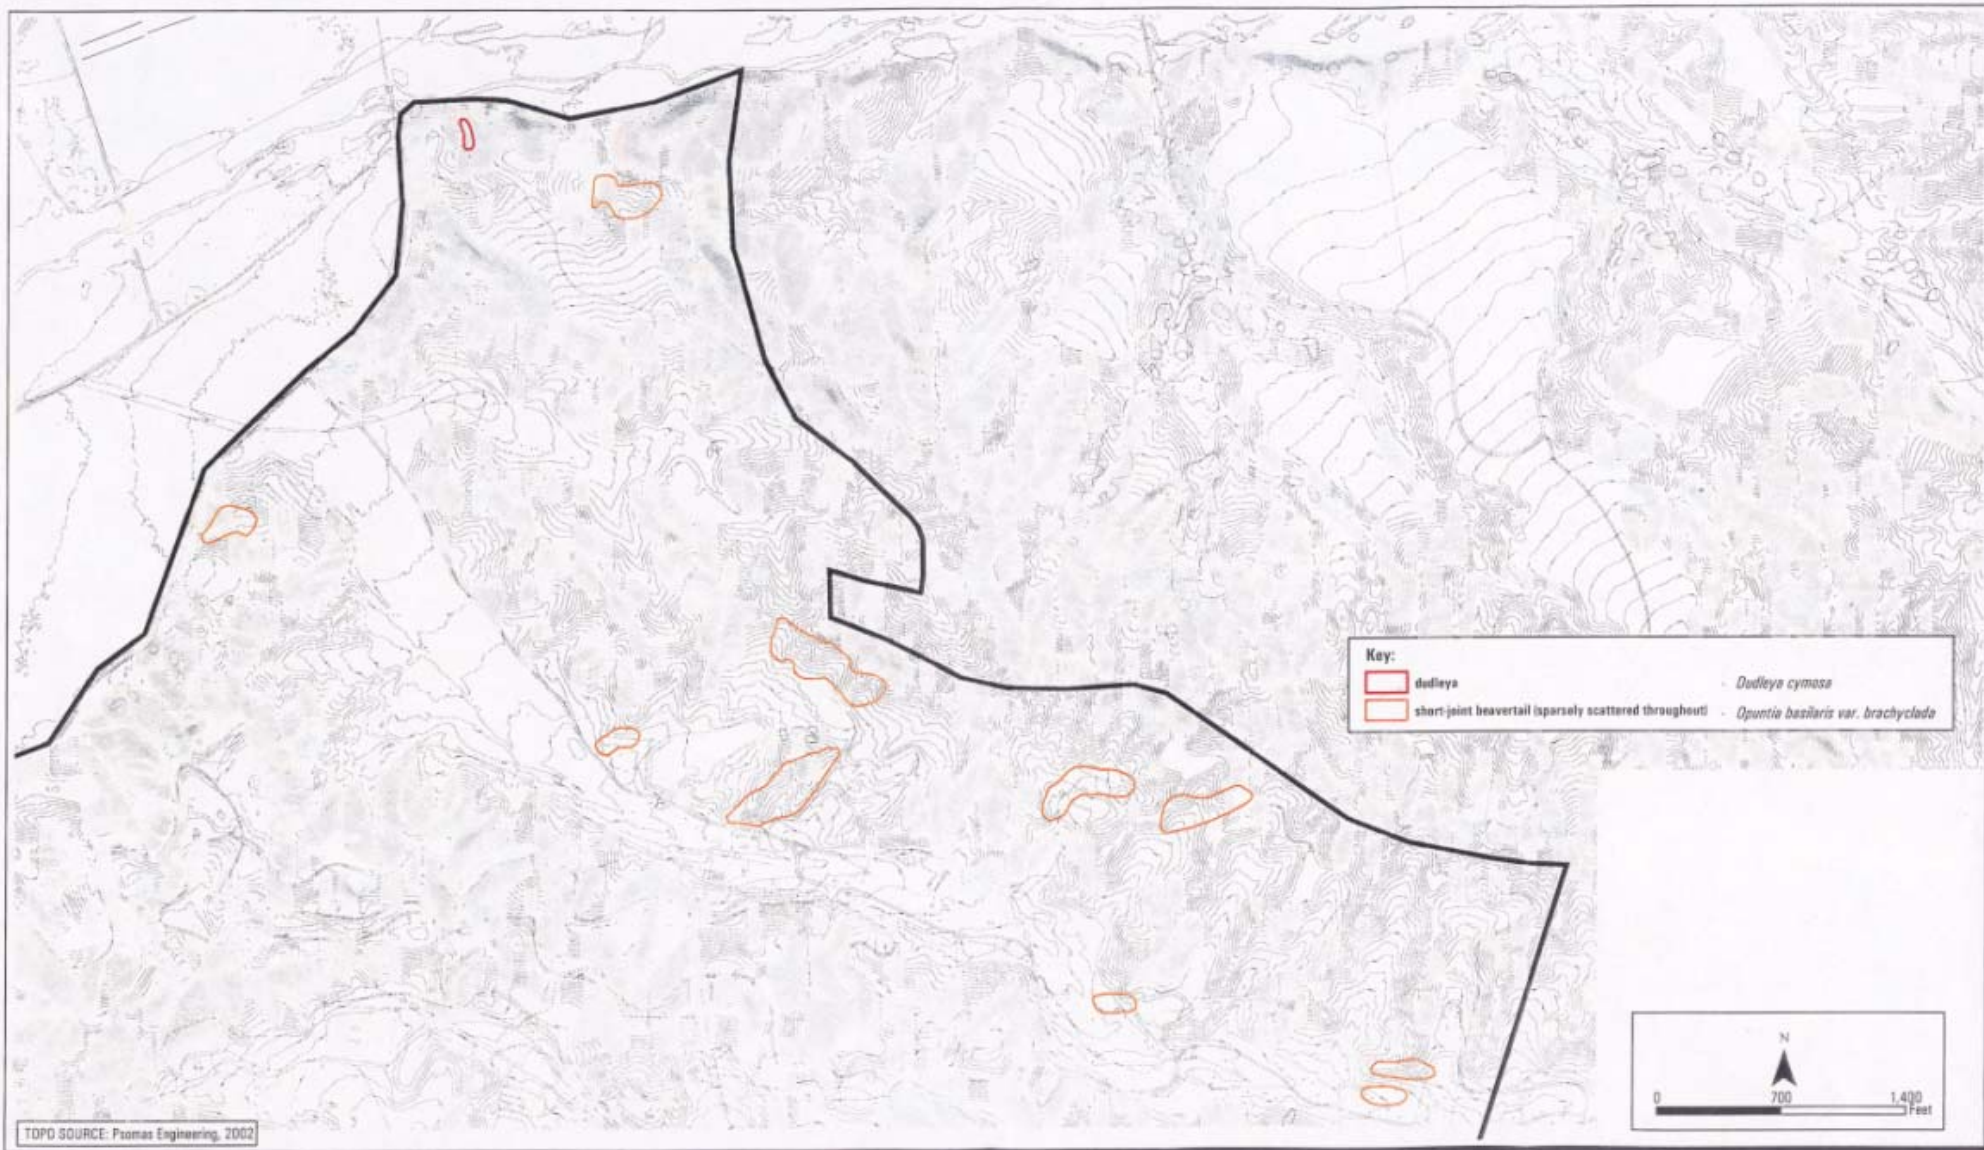 Key:
dudleya - Dudleya cymosa
short-joint beavertail (sparsely scattered throughout) - Opuntia basilaris var. brachyclada
N
0 700 1,400
Feet
TOPO SOURCE: Psomas Engineering, 2002